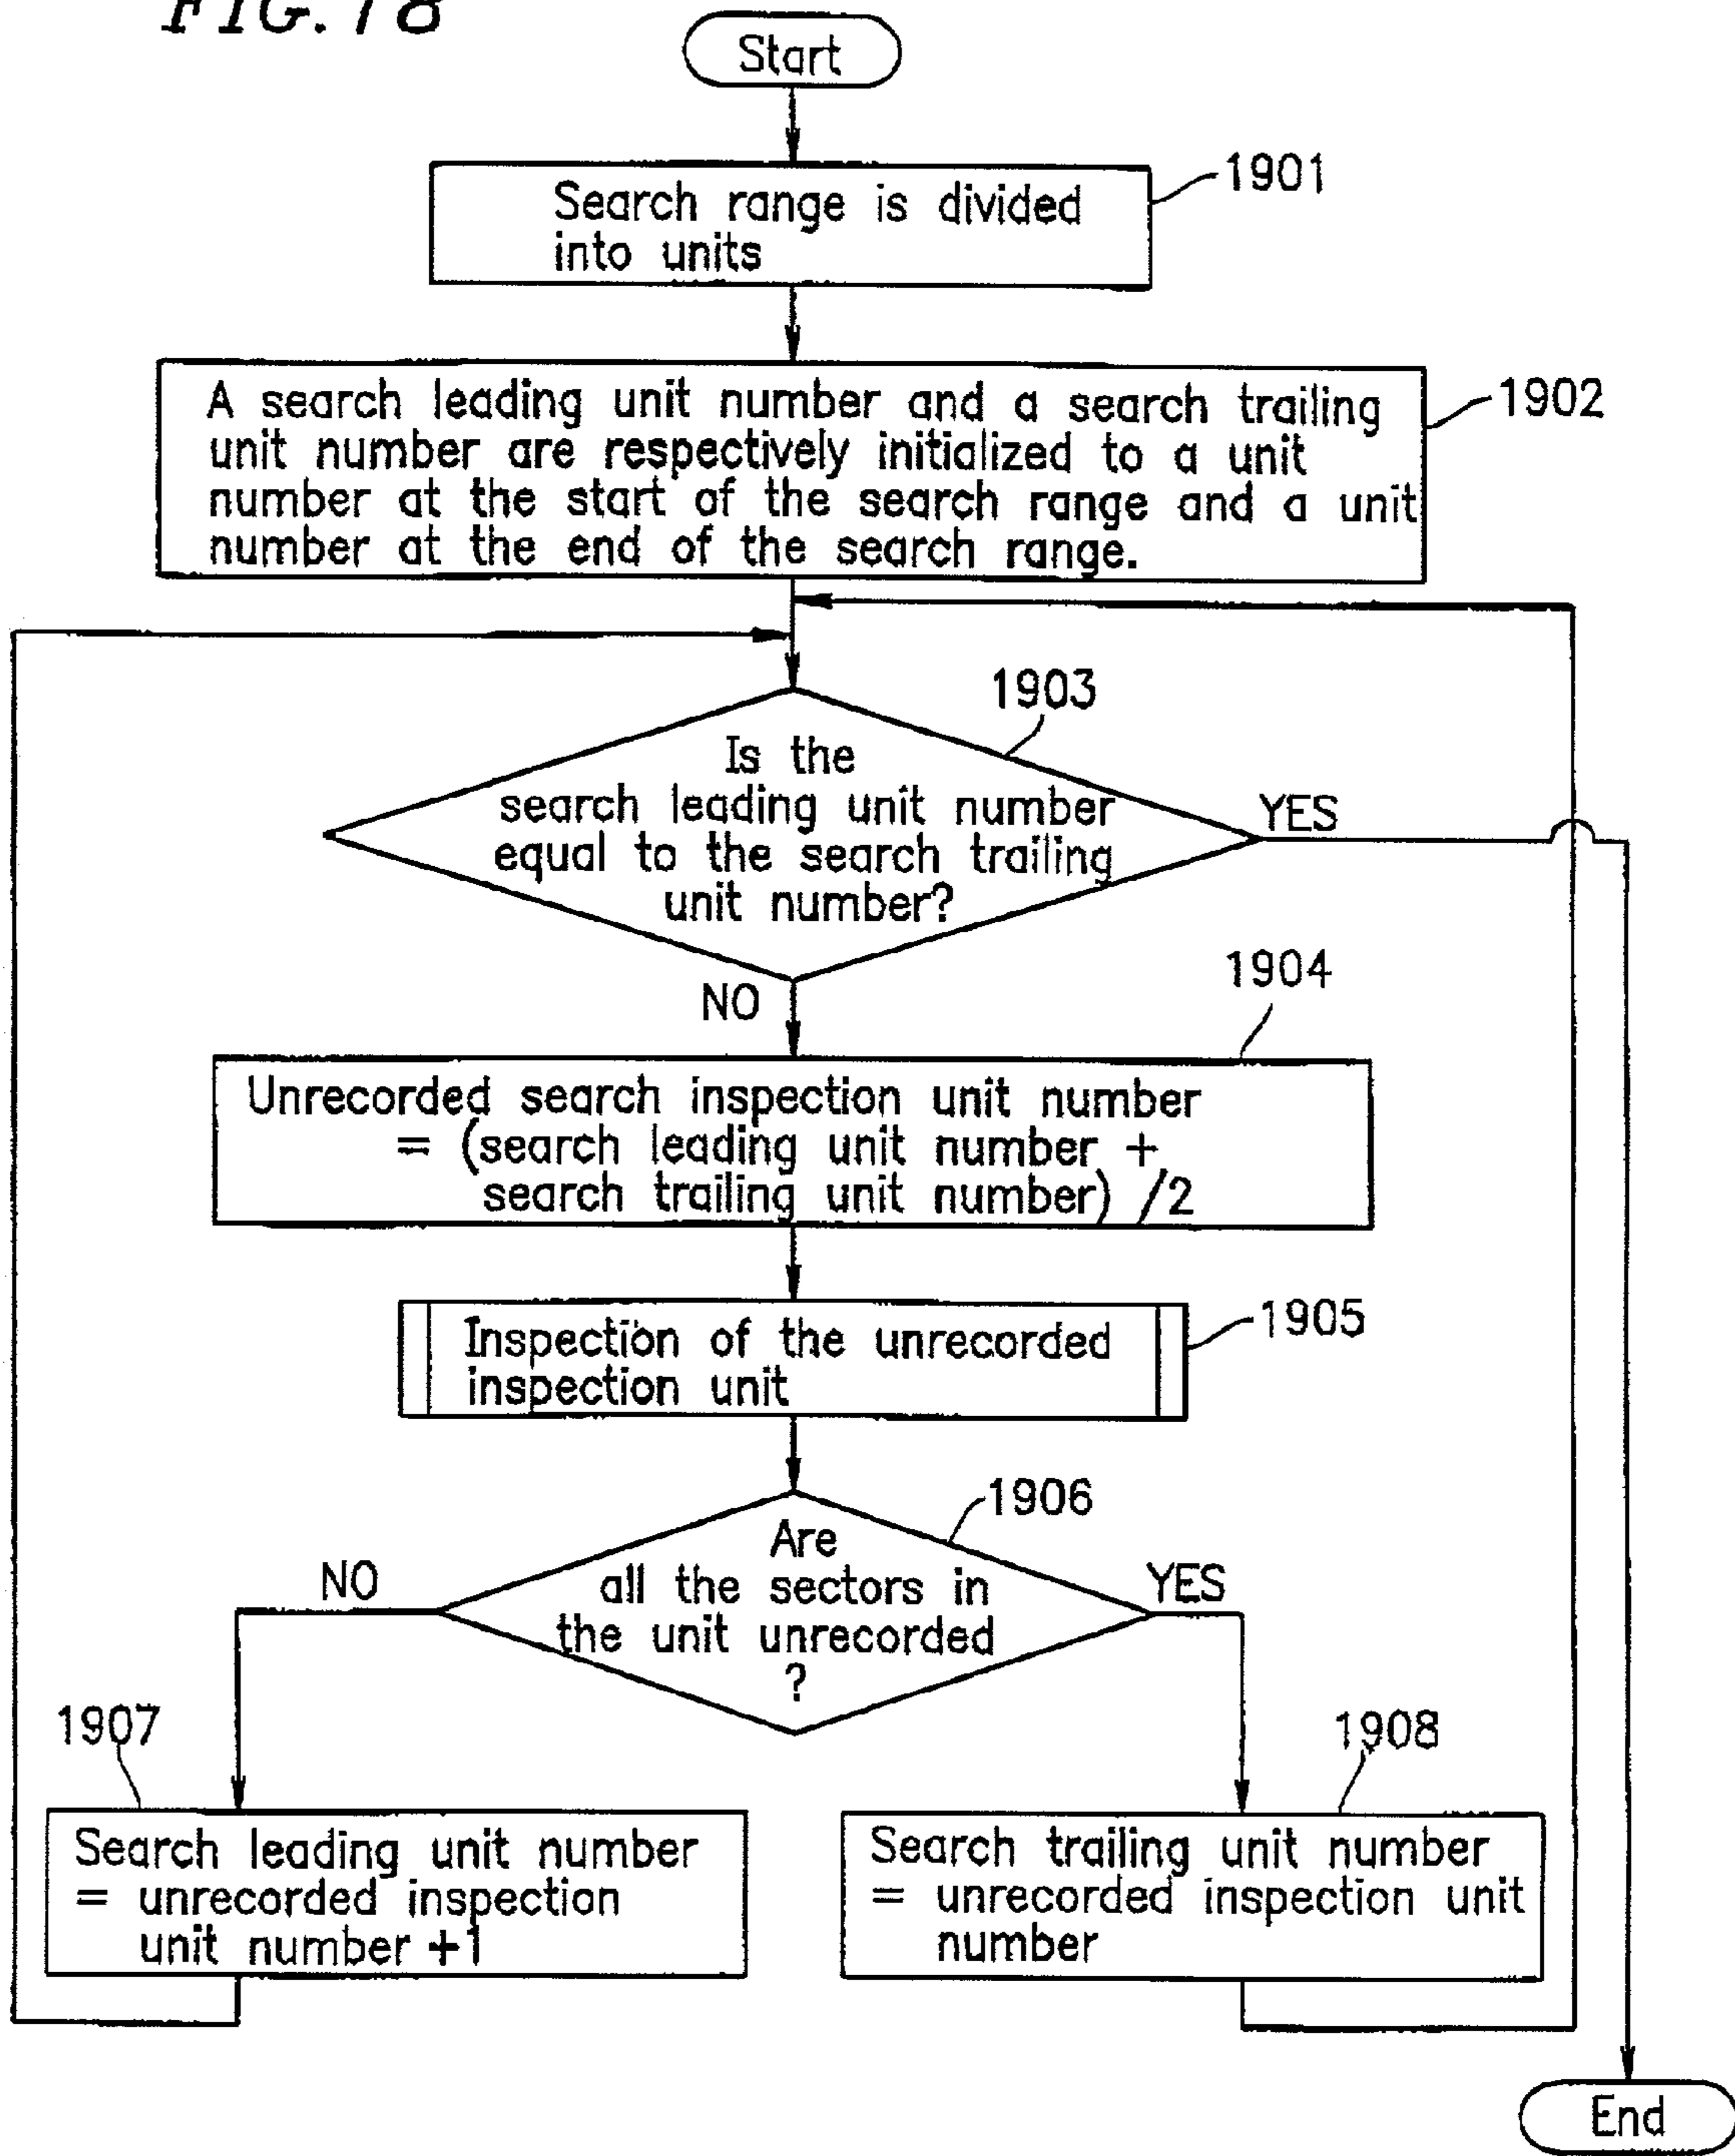 FIG. 18
Start
1901
Search range is divided
into units
1902
A search leading unit number and a search trailing
unit number are respectively initialized to a unit
number at the start of the search range and a unit
number at the end of the search range.
1903
Is the
search leading unit number
equal to the search trailing
unit number?
YES
NO
1904
Unrecorded search inspection unit number
= (search leading unit number +
search trailing unit number) /2
1905
Inspection of the unrecorded
inspection unit
1906
Are
all the sectors in
the unit unrecorded
?
NO
YES
1907
1908
Search leading unit number
= unrecorded inspection
unit number +1
Search trailing unit number
= unrecorded inspection unit
number
End